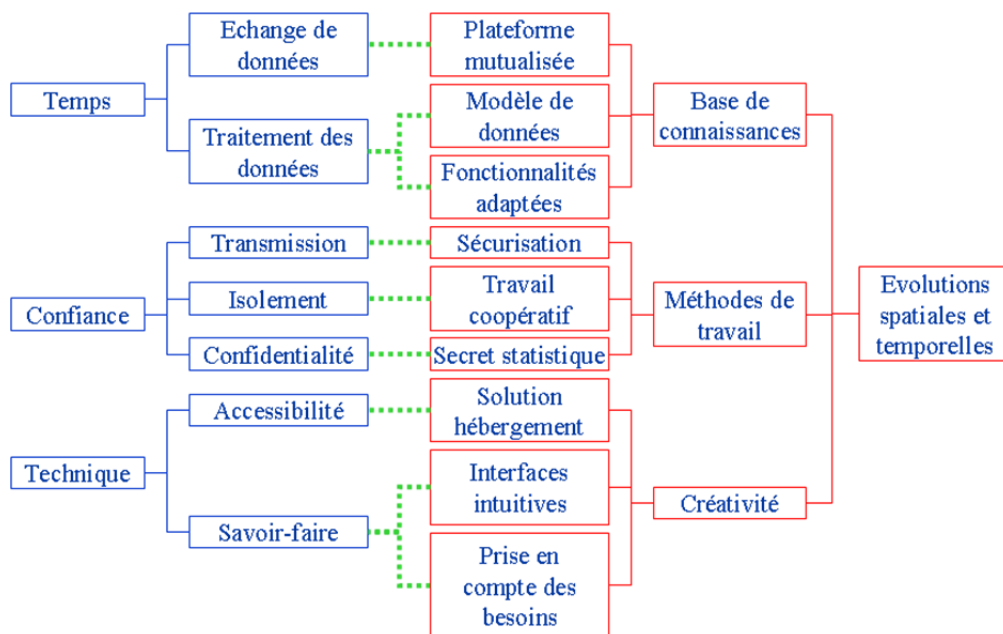 Temps
Echange de
données
Traitement des
données
Plateforme
mutualisée
Modèle de
données
Fonctionnalités
adaptées
Base de
connaissances
Confiance
Transmission
Isolement
Confidentialité
Sécurisation
Travail
coopératif
Secret statistique
Méthodes de
travail
Evolutions
spatiales et
temporelles
Technique
Accessibilité
Savoir-faire
Solution
hébergement
Interfaces
intuitives
Prise en
compte des
besoins
Créativité